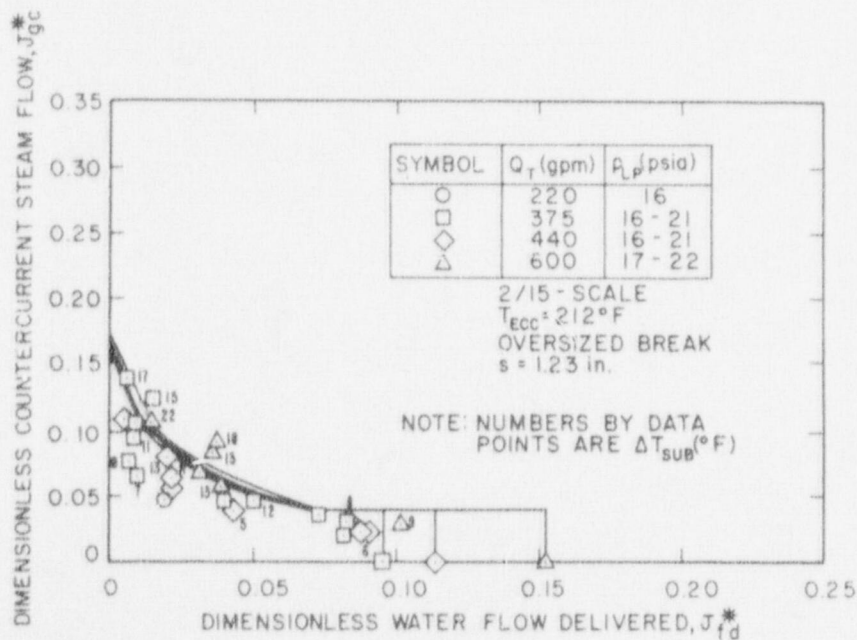 DIMENSIONLESS COUNTERCURRENT STEAM FLOW, J*gc
0.35
0.30
0.25
0.20
0.15
0.10
0.05
0
SYMBOL Q_T (gpm) P_LP (psia)
220 16
375 16 - 21
440 16 - 21
600 17 - 22
2/15 - SCALE
T_ECC = 212°F
OVERSIZED BREAK
s = 1.23 in.
NOTE: NUMBERS BY DATA
POINTS ARE ΔT_SUB (°F)
17
15
22
11
18
15
13
13
5
12
9
6
0 0.05 0.10 0.15 0.20 0.25
DIMENSIONLESS WATER FLOW DELIVERED, J*fd